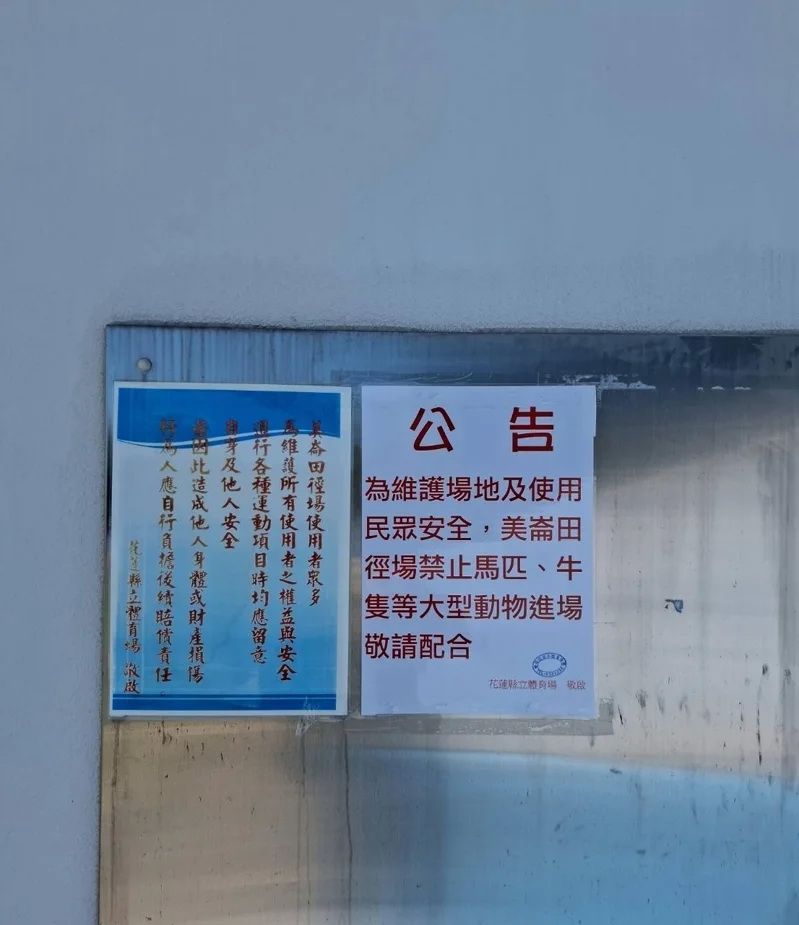 美崙田徑場使用者眾多
為維護所有使用者之權益與安全
進行各種運動項目時均應留意
自身及他人安全
若因此造成他人身體或財產損傷
行為人應自行負擔後續賠償責任
花蓮縣立體育場 敬啟
公告
為維護場地及使用
民眾安全，美崙田
徑場禁止馬匹、牛
隻等大型動物進場
敬請配合
花蓮縣立體育場 敬啟